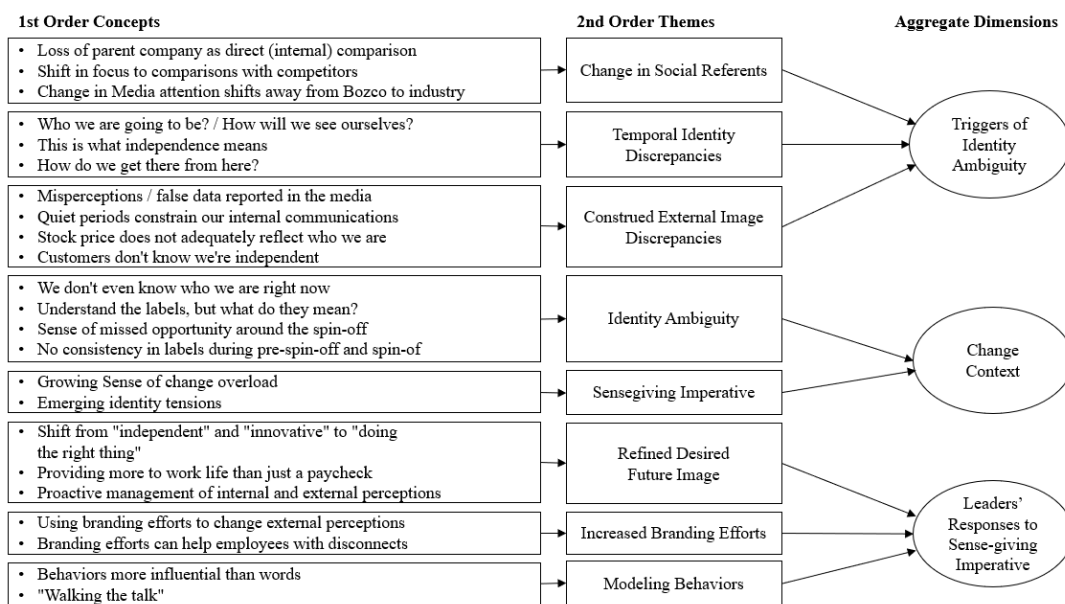 1st Order Concepts
2nd Order Themes
Aggregate Dimensions
• Loss of parent company as direct (internal) comparison
• Shift in focus to comparisons with competitors
• Change in Media attention shifts away from Bozco to industry
Change in Social Referents
• Who we are going to be? / How will we see ourselves?
• This is what independence means
• How do we get there from here?
Temporal Identity
Discrepancies
• Misperceptions / false data reported in the media
• Quiet periods constrain our internal communications
• Stock price does not adequately reflect who we are
• Customers don't know we're independent
Construed External Image
Discrepancies
Triggers of
Identity
Ambiguity
• We don't even know who we are right now
• Understand the labels, but what do they mean?
• Sense of missed opportunity around the spin-off
• No consistency in labels during pre-spin-off and spin-of
Identity Ambiguity
• Growing Sense of change overload
• Emerging identity tensions
Sensegiving Imperative
Change
Context
• Shift from "independent" and "innovative" to "doing
the right thing"
• Providing more to work life than just a paycheck
• Proactive management of internal and external perceptions
Refined Desired
Future Image
• Using branding efforts to change external perceptions
• Branding efforts can help employees with disconnects
Increased Branding Efforts
• Behaviors more influential than words
• "Walking the talk"
Modeling Behaviors
Leaders’
Responses to
Sense-giving
Imperative